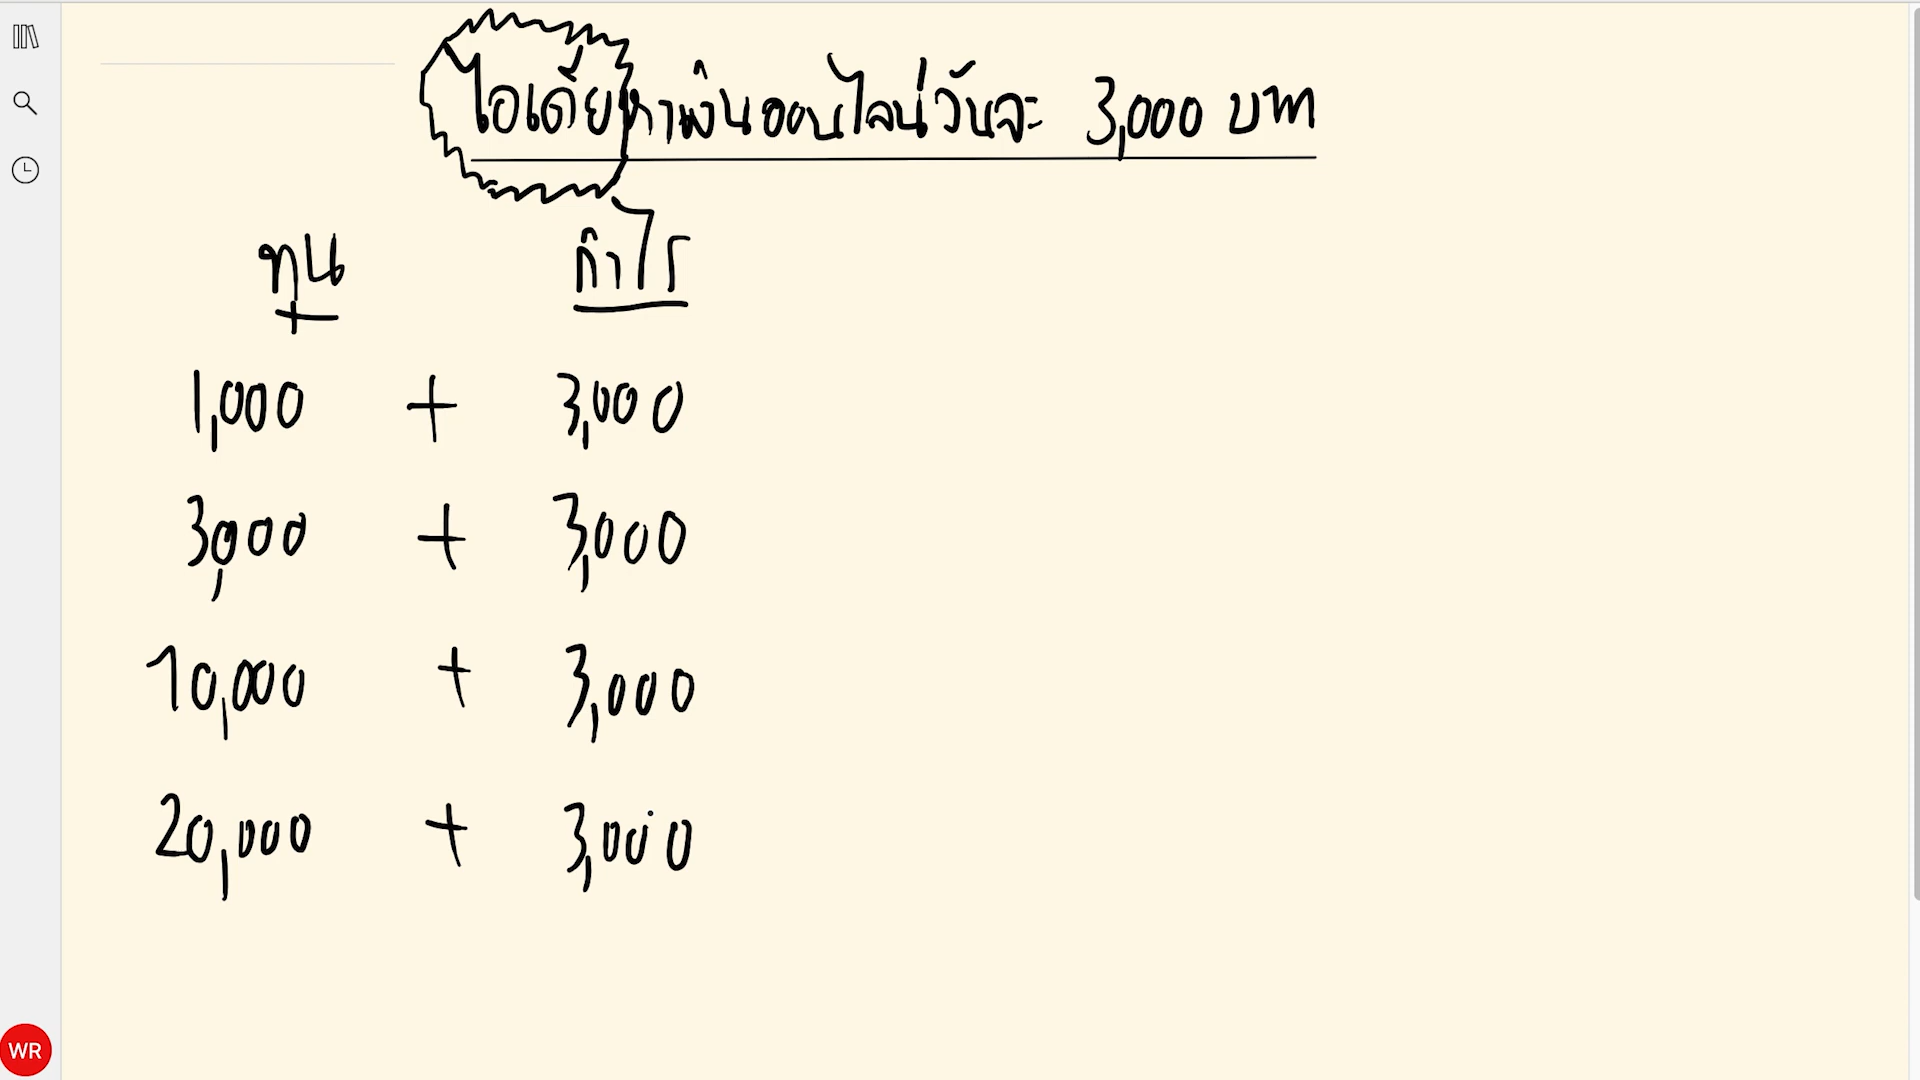 ไอเดียหาเงินออนไลน์วันละ 3,000 บาท
ทุน กำไร
1,000 + 3,000
3,000 + 3,000
10,000 + 3,000
20,000 + 3,000
WR